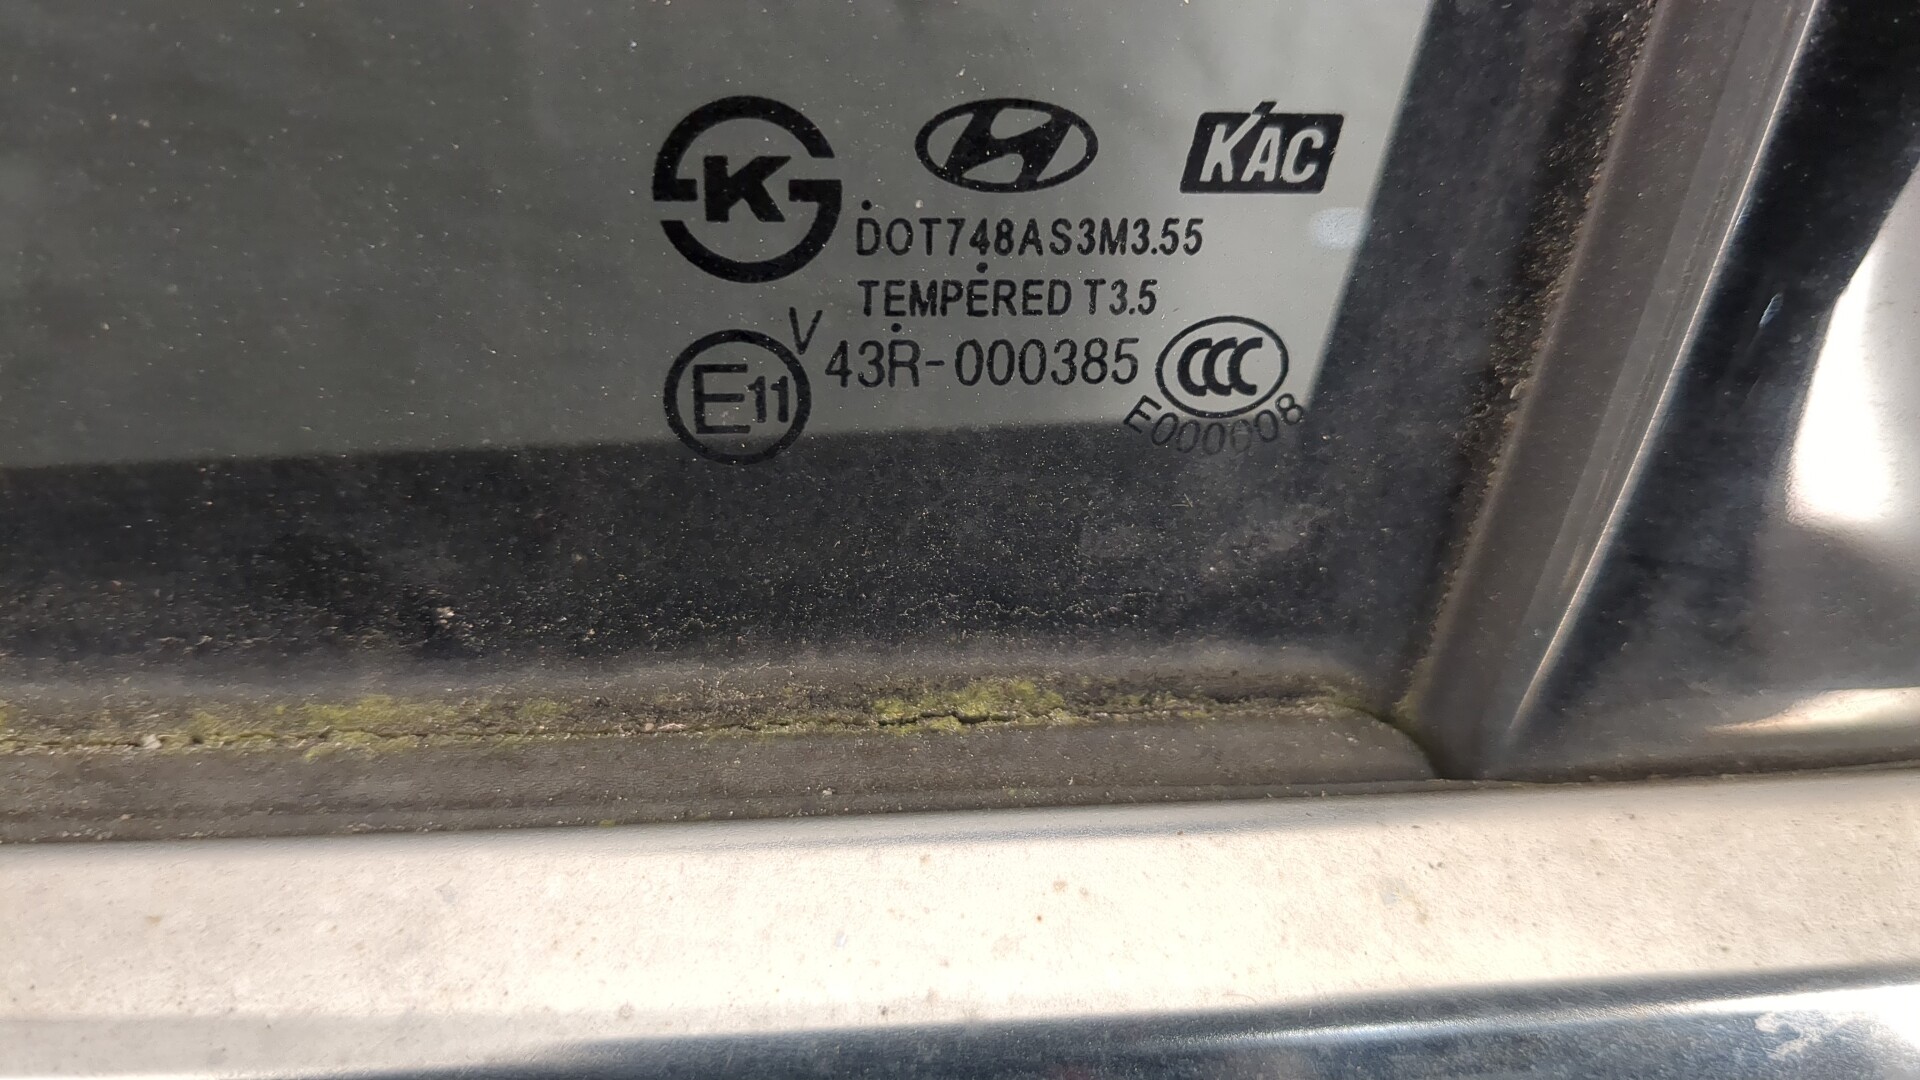 K
KAC
DOT748AS3M3.55
TEMPERED T3.5
V
E11
43R-000385
CCC
E000008